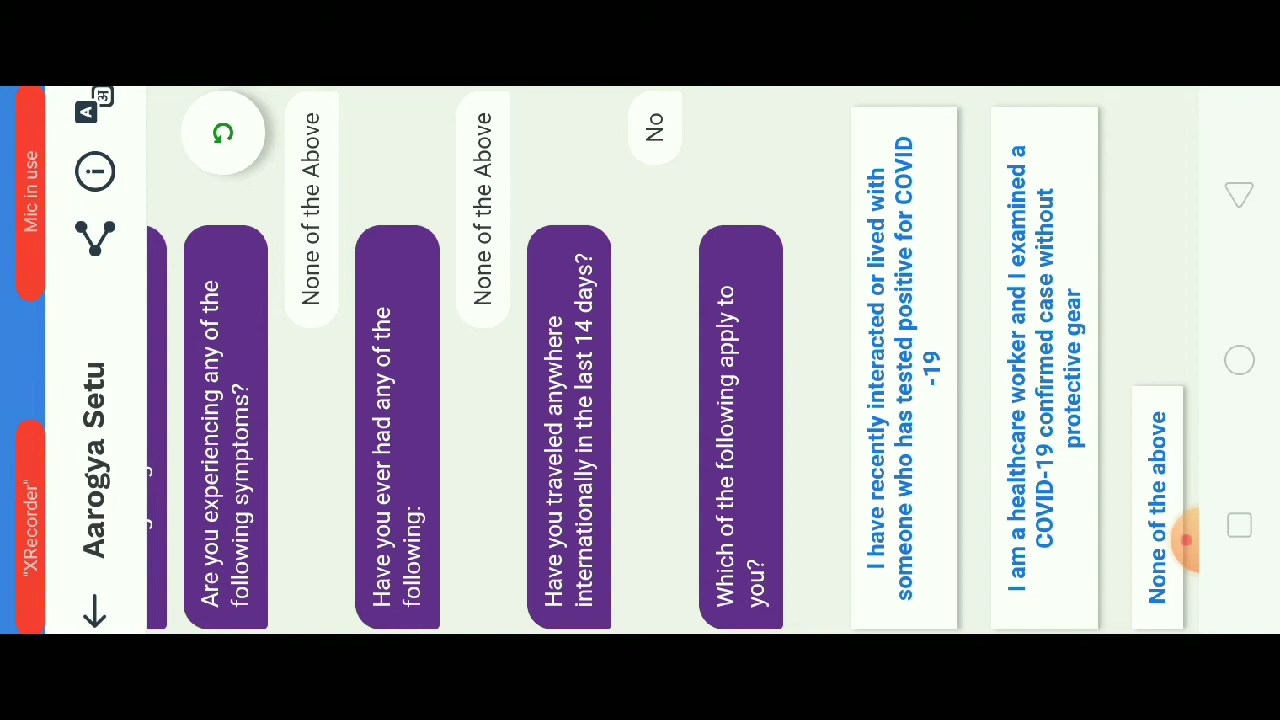 "XRecorder"
Mic in use
Aarogya Setu
A
अ
Are you experiencing any of the
following symptoms?
None of the Above
Have you ever had any of the
following:
None of the Above
Have you traveled anywhere
internationally in the last 14 days?
No
Which of the following apply to
you?
I have recently interacted or lived with
someone who has tested positive for COVID
-19
I am a healthcare worker and I examined a
COVID-19 confirmed case without
protective gear
None of the above